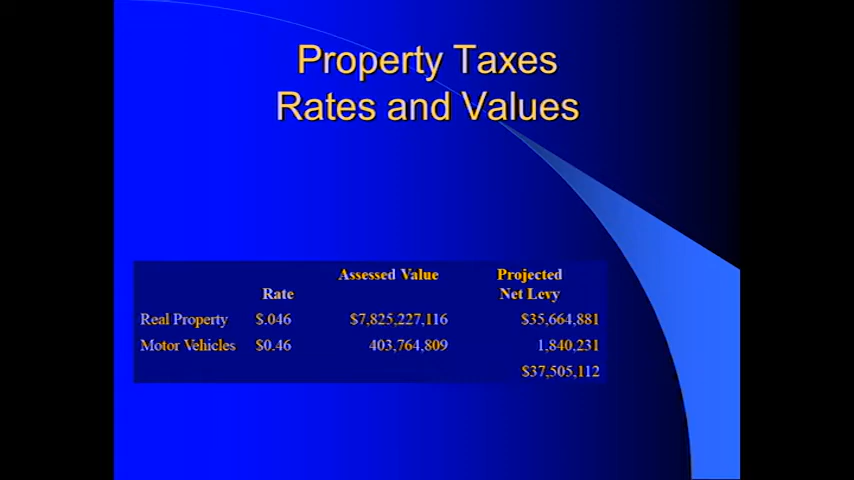 Property Taxes
Rates and Values
Assessed Value Projected
Rate Net Levy
Real Property $.046 $7,825,227,116 $35,664,881
Motor Vehicles $0.46 403,764,809 1,840,231
$37,505,112